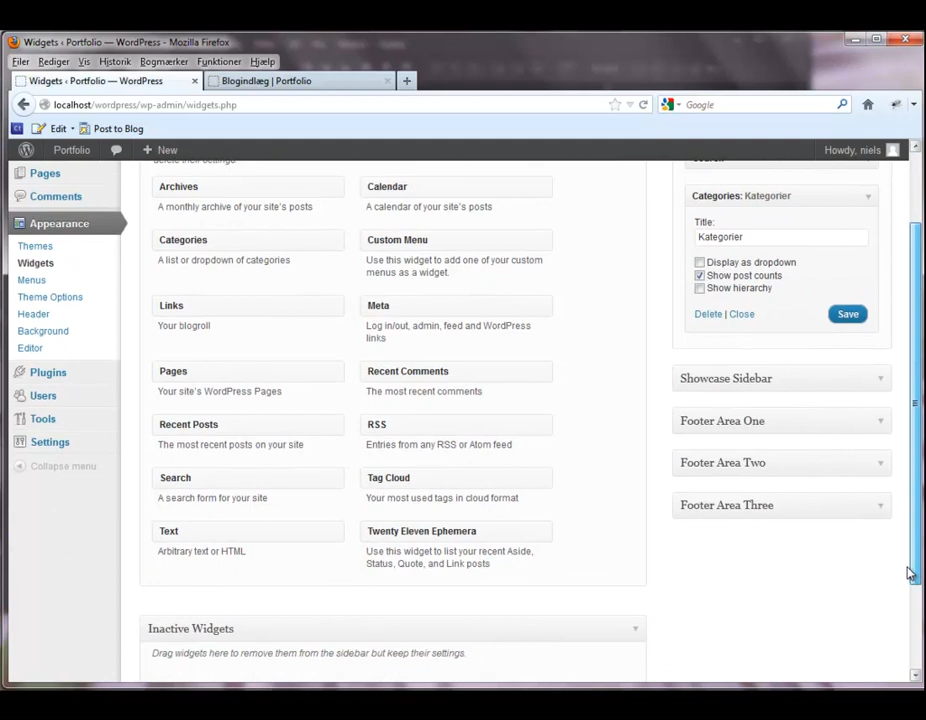 Widgets ‹ Portfolio — WordPress - Mozilla Firefox
Filer Rediger Vis Historik Bogmærker Funktioner Hjælp
Widgets ‹ Portfolio — WordPress × Blogindlæg | Portfolio × +
localhost/wordpress/wp-admin/widgets.php Google
Edit Post to Blog
Portfolio + New Howdy, niels
delete their settings.
Search
Pages
Comments
Appearance
Themes
Widgets
Menus
Theme Options
Header
Background
Editor
Plugins
Users
Tools
Settings
Collapse menu
Archives Calendar
A monthly archive of your site's posts A calendar of your site's posts
Categories Custom Menu
A list or dropdown of categories Use this widget to add one of your custom
menus as a widget.
Links Meta
Your blogroll Log in/out, admin, feed and WordPress
links
Pages Recent Comments
Your site's WordPress Pages The most recent comments
Recent Posts RSS
The most recent posts on your site Entries from any RSS or Atom feed
Search Tag Cloud
A search form for your site Your most used tags in cloud format
Text Twenty Eleven Ephemera
Arbitrary text or HTML Use this widget to list your recent Aside,
Status, Quote, and Link posts
Inactive Widgets
Drag widgets here to remove them from the sidebar but keep their settings.
Categories: Kategorier
Title:
Kategorier
Display as dropdown
Show post counts
Show hierarchy
Delete | Close Save
Showcase Sidebar
Footer Area One
Footer Area Two
Footer Area Three